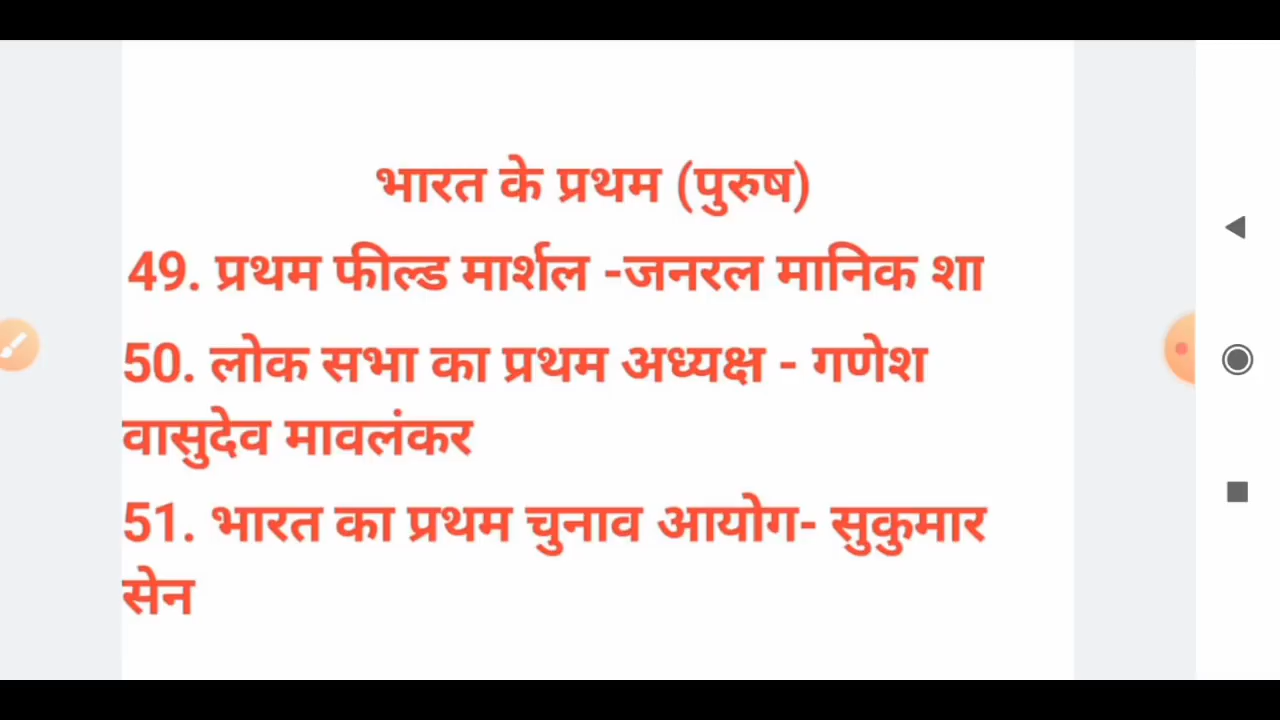 भारत के प्रथम (पुरुष)
49. प्रथम फील्ड मार्शल -जनरल मानिक शा
50. लोक सभा का प्रथम अध्यक्ष - गणेश
वासुदेव मावलंकर
51. भारत का प्रथम चुनाव आयोग- सुकुमार
सेन